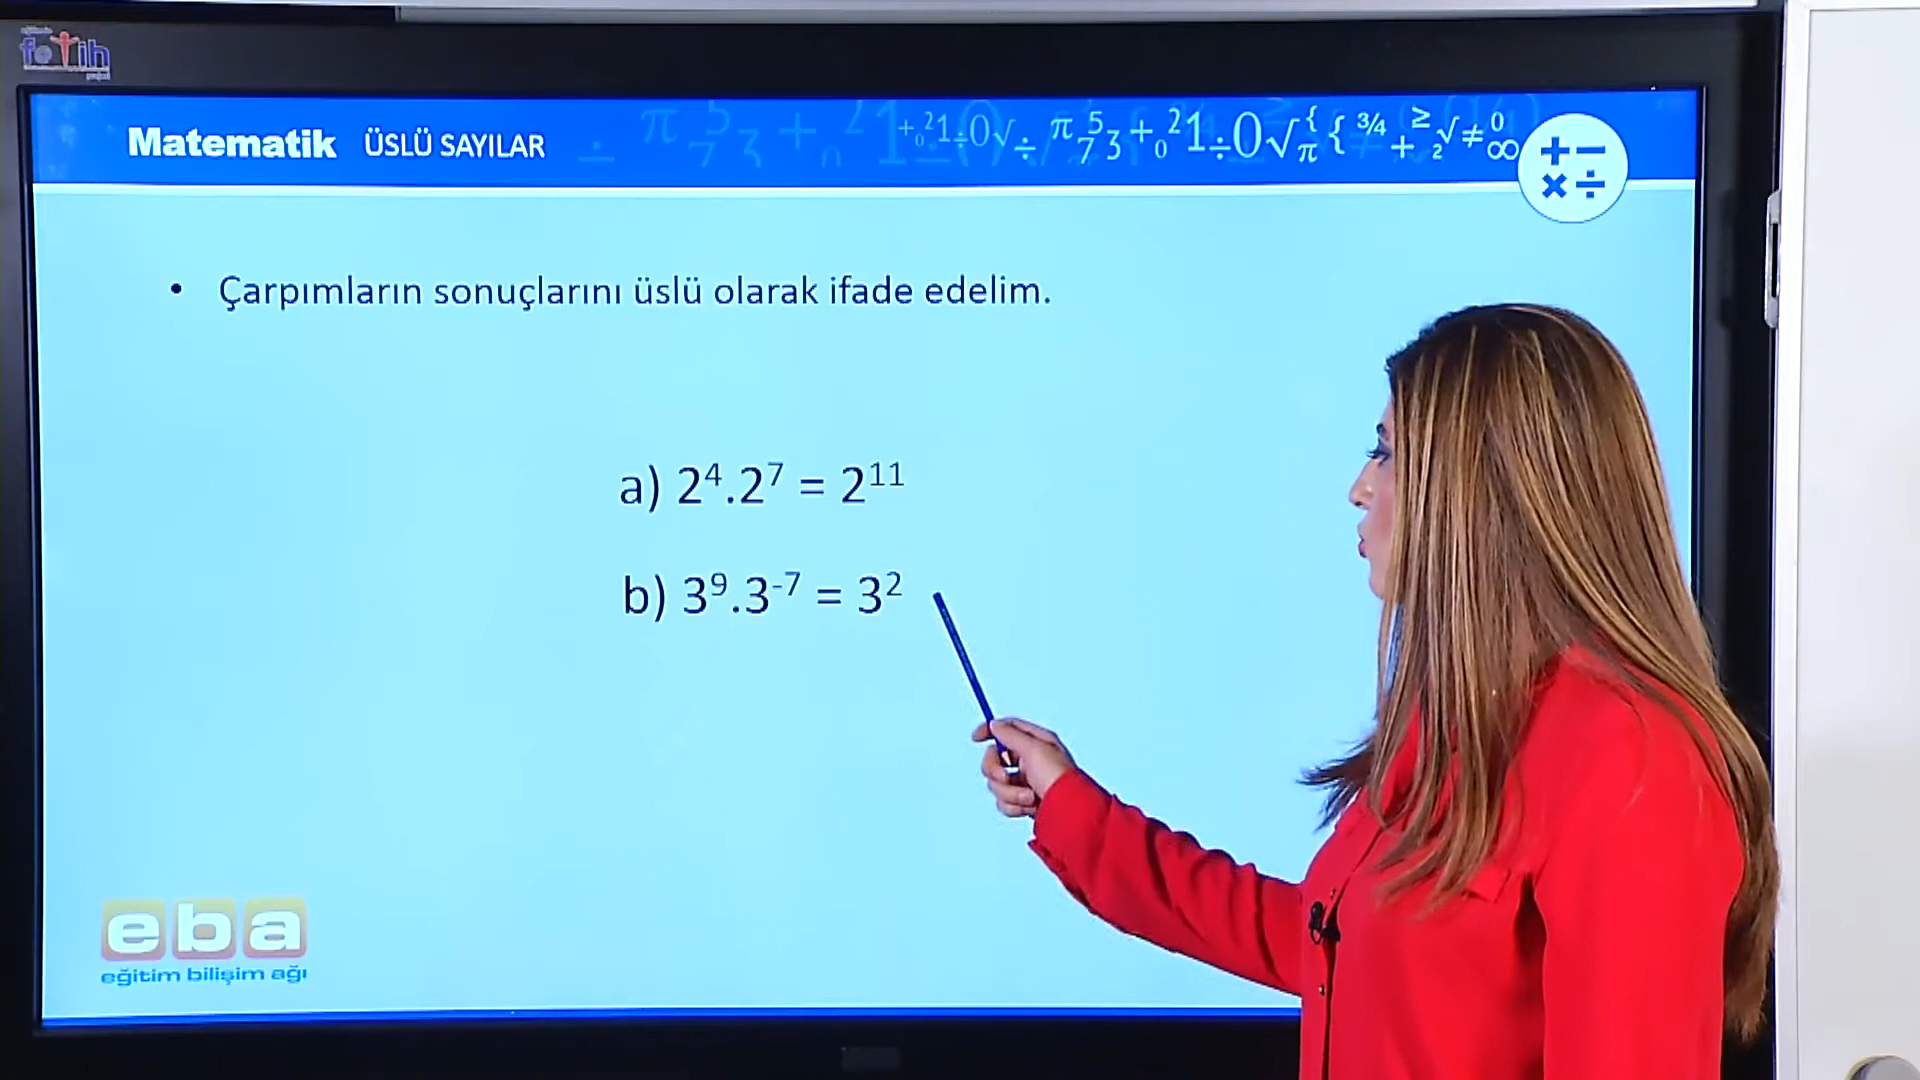 fatih
Matematik ÜSLÜ SAYILAR
• Çarpımların sonuçlarını üslü olarak ifade edelim.
a) 2⁴.2⁷ = 2¹¹
b) 3⁹.3⁻⁷ = 3²
eba
eğitim bilişim ağı